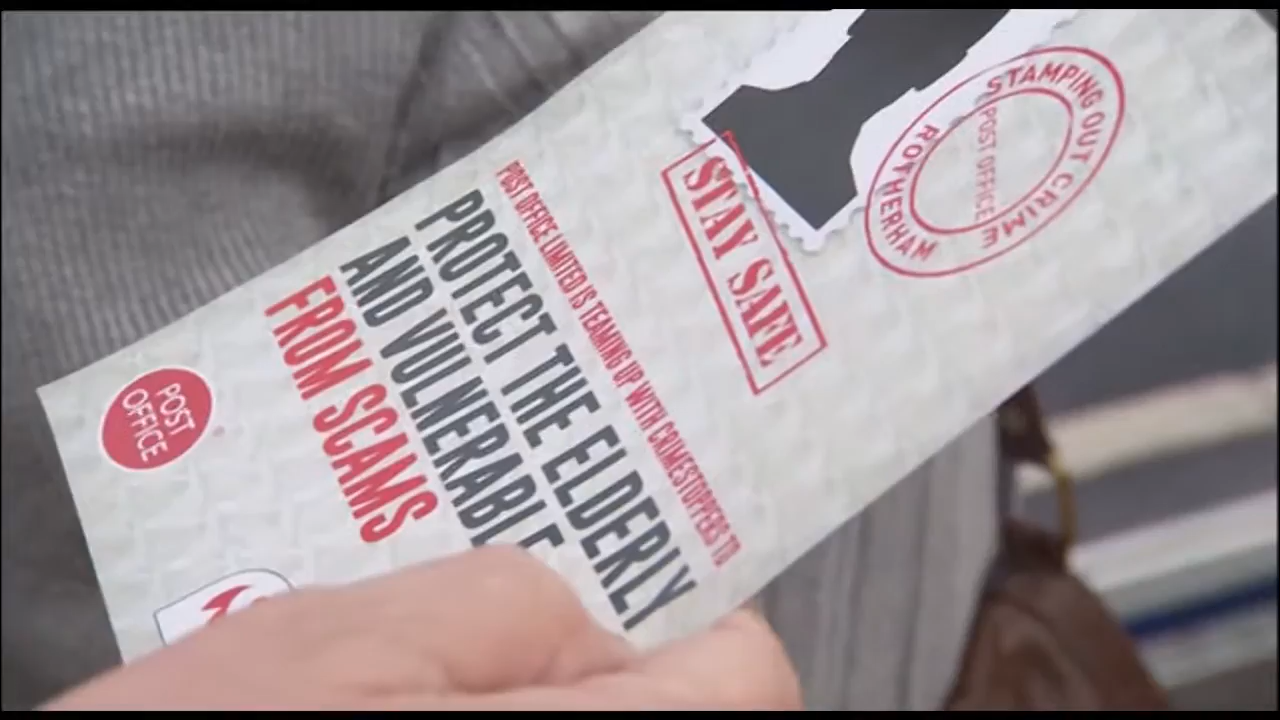 STAMPING OUT CRIME
POST OFFICE
ROTHERHAM
STAY SAFE
POST OFFICE LIMITED IS TEAMING UP WITH CRIMESTOPPERS TO
PROTECT THE ELDERLY
AND VULNERABLE
FROM SCAMS
POST
OFFICE